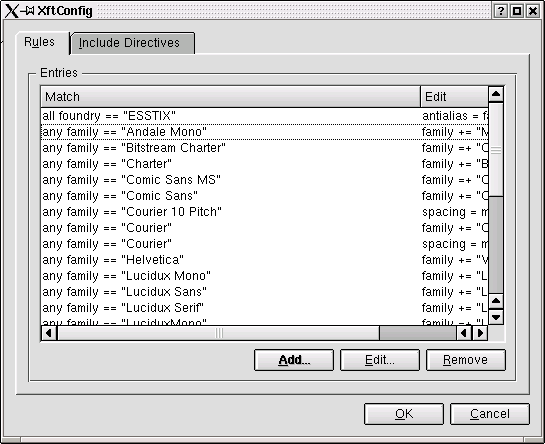 XftConfig
Rules Include Directives
Entries
Match Edit
all foundry == "ESSTIX" antialias = fa
any family == "Andale Mono" family += "M
any family == "Bitstream Charter" family =+ "C
any family == "Charter" family += "B
any family == "Comic Sans MS" family =+ "C
any family == "Comic Sans" family += "C
any family == "Courier 10 Pitch" spacing = m
any family == "Courier" family =+ "C
any family == "Courier" spacing = m
any family == "Helvetica" family += "V
any family == "Lucidux Mono" family += "L
any family == "Lucidux Sans" family += "L
any family == "Lucidux Serif" family += "L
any family == "LuciduxMono" family += "L
Add... Edit... Remove
OK Cancel